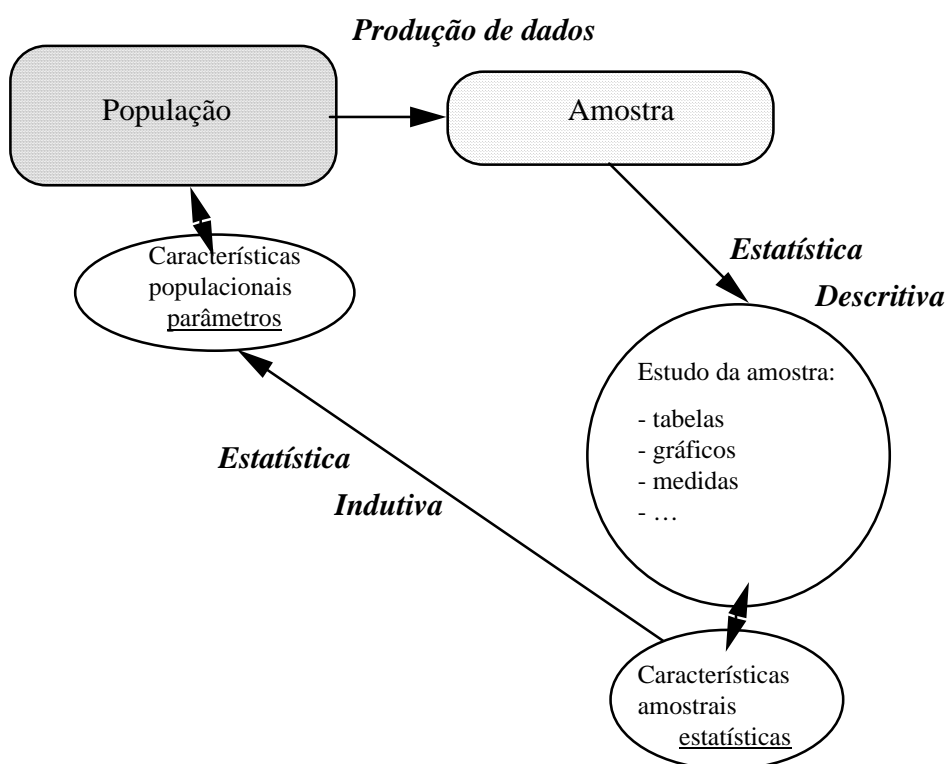 Produção de dados
População
Amostra
Características
populacionais
parâmetros
Estatística
Descritiva
Estudo da amostra:
- tabelas
- gráficos
- medidas
- …
Estatística
Indutiva
Características
amostrais
estatísticas